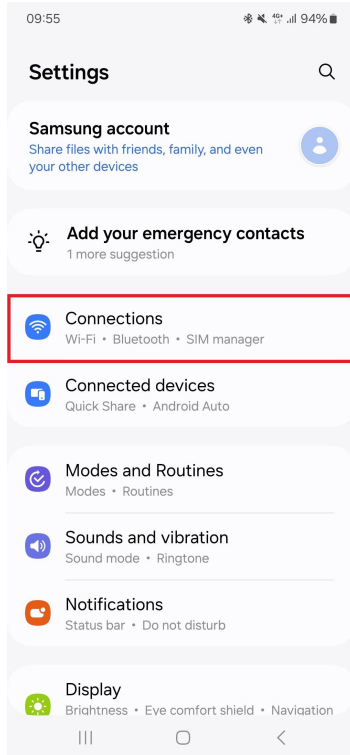 09:55 4G+ 94%
Settings
Samsung account
Share files with friends, family, and even
your other devices
Add your emergency contacts
1 more suggestion
Connections
Wi-Fi • Bluetooth • SIM manager
Connected devices
Quick Share • Android Auto
Modes and Routines
Modes • Routines
Sounds and vibration
Sound mode • Ringtone
Notifications
Status bar • Do not disturb
Display
Brightness • Eye comfort shield • Navigation